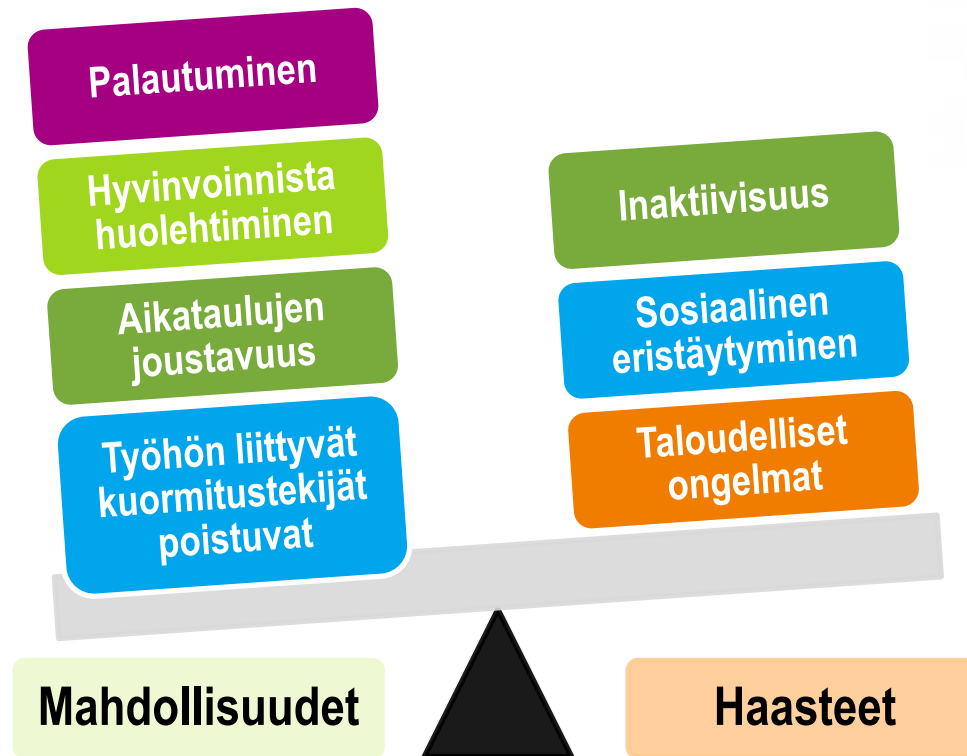 Palautuminen
Hyvinvoinnista
huolehtiminen
Aikataulujen
joustavuus
Työhön liittyvät
kuormitustekijät
poistuvat
Inaktiivisuus
Sosiaalinen
eristäytyminen
Taloudelliset
ongelmat
Mahdollisuudet
Haasteet